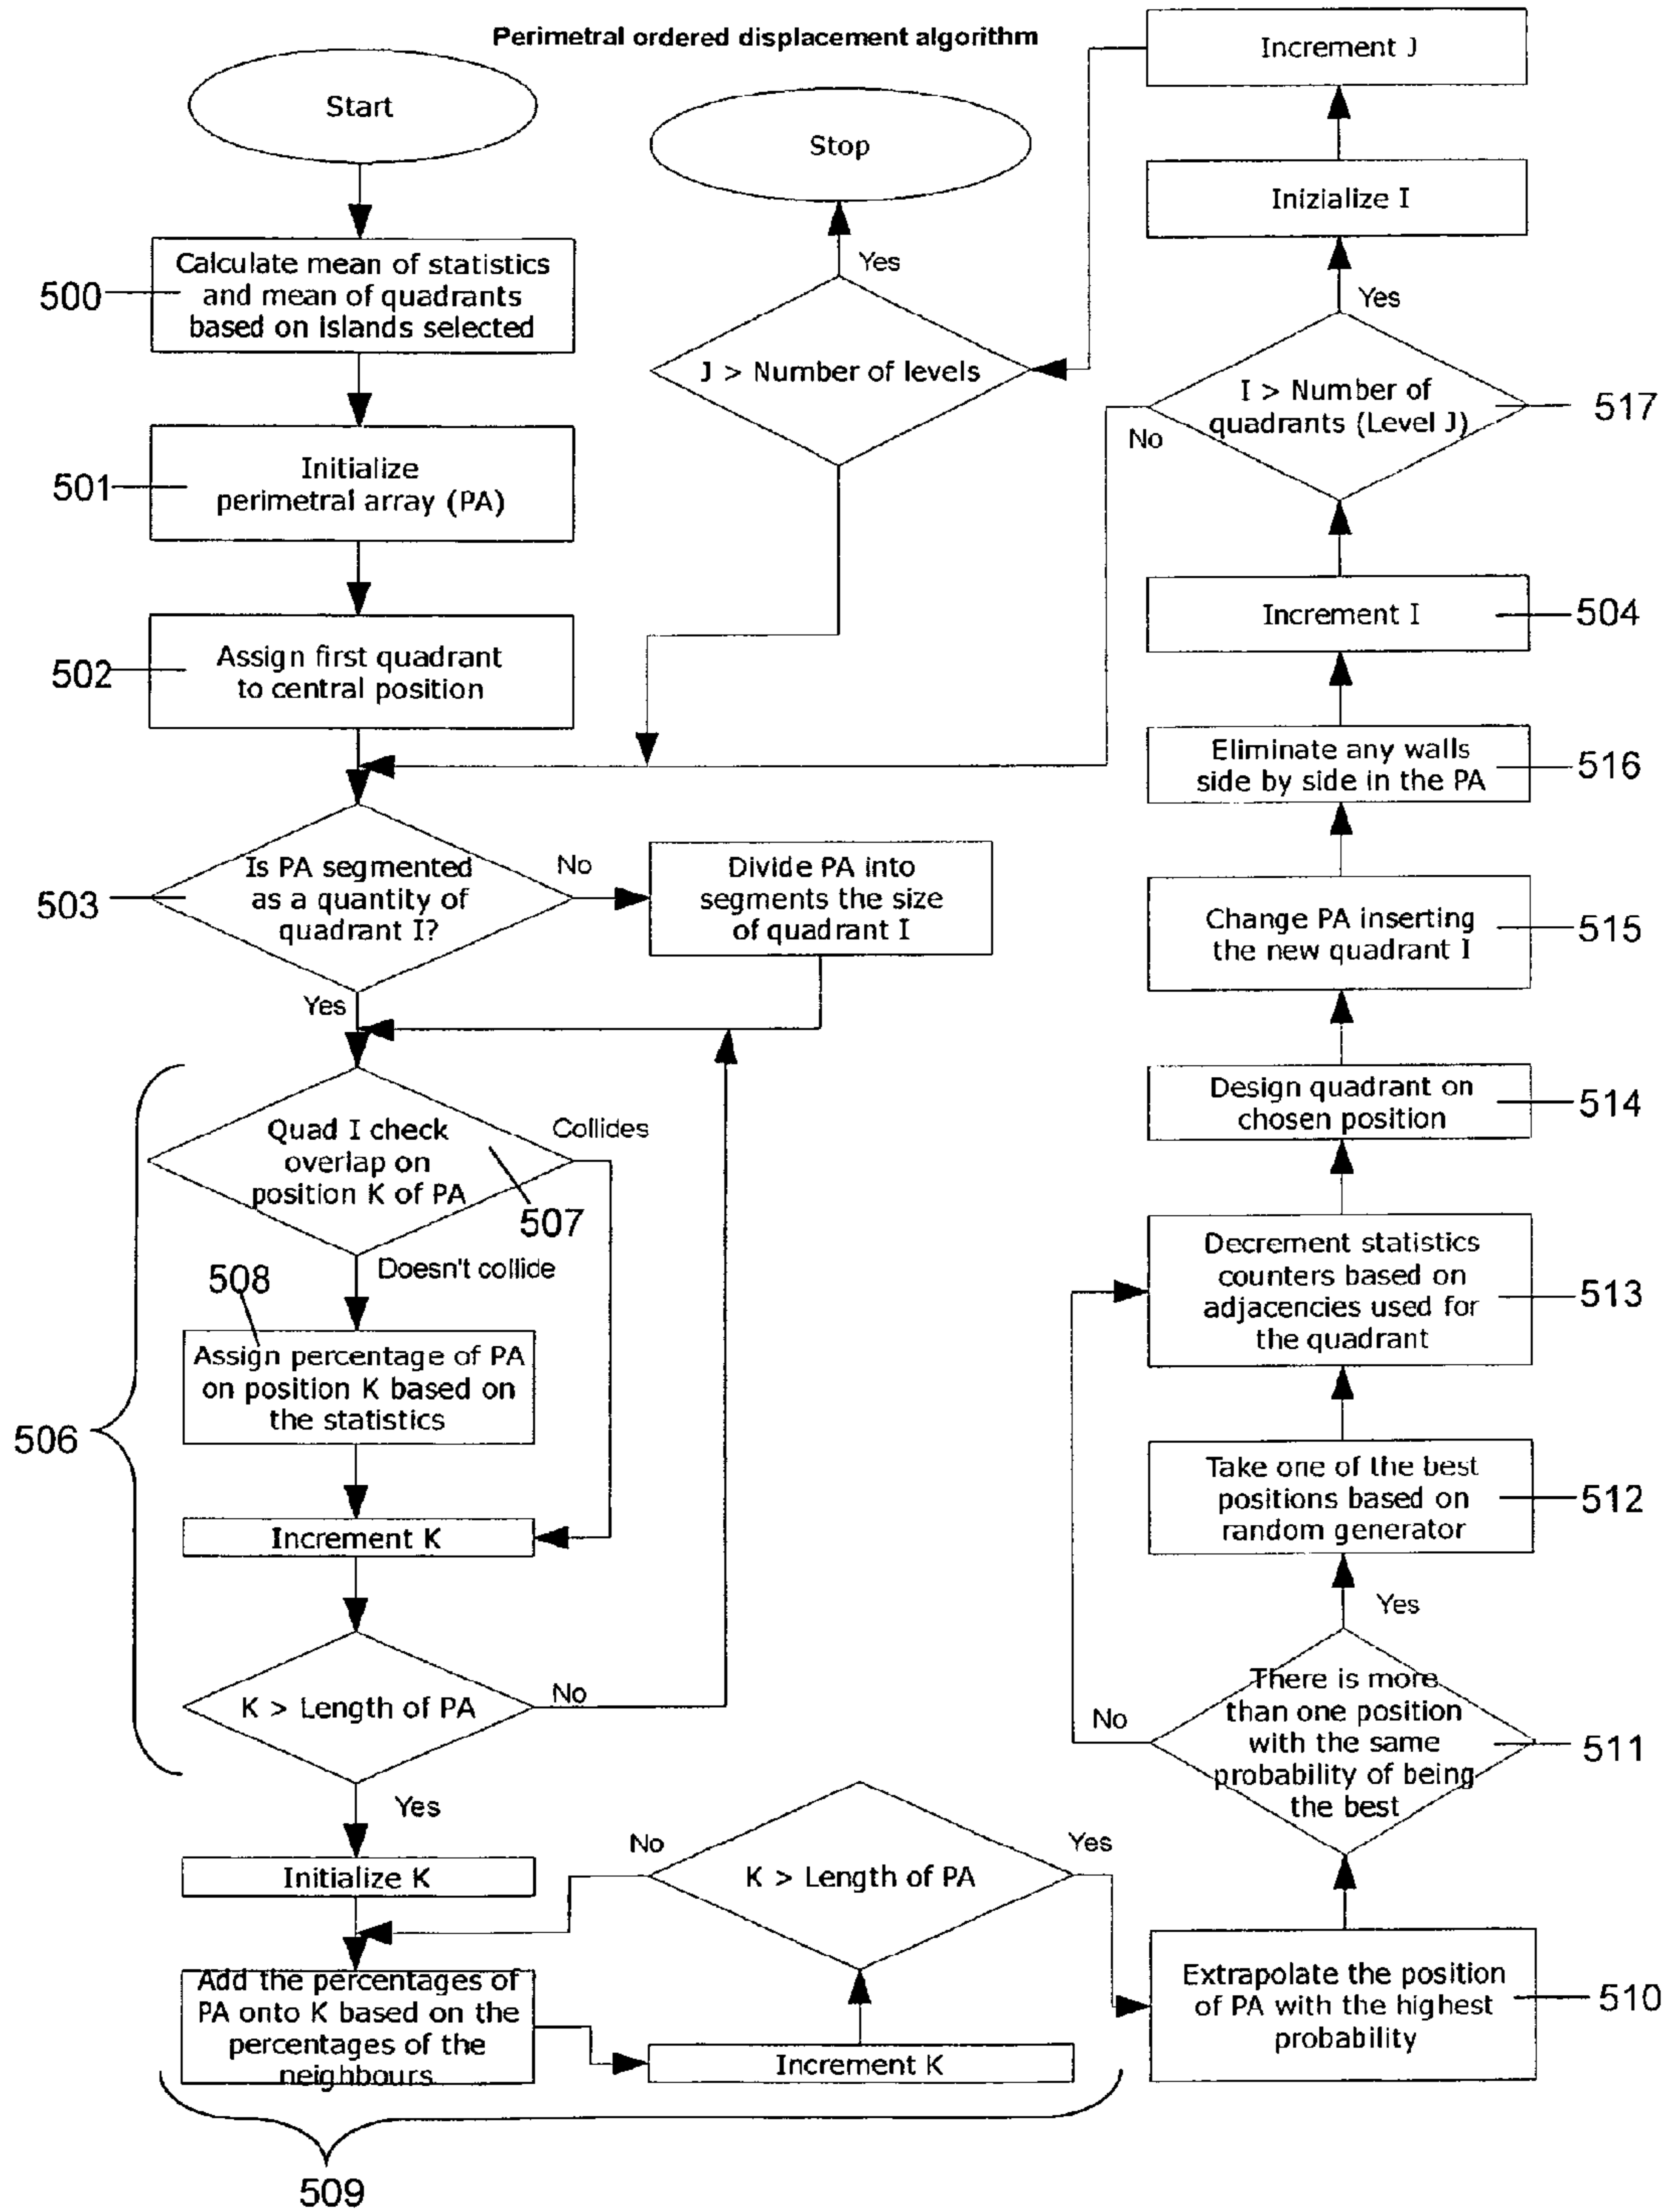 Perimetral ordered displacement algorithm
Start
500
Calculate mean of statistics
and mean of quadrants
based on islands selected
501
Initialize
perimetral array (PA)
502
Assign first quadrant
to central position
503
Is PA segmented
as a quantity of
quadrant I?
No
Divide PA into
segments the size
of quadrant I
Yes
506
Quad I check
overlap on
position K of PA
507
Collides
Doesn't collide
508
Assign percentage of PA
on position K based on
the statistics
Increment K
K > Length of PA
No
Yes
Initialize K
Add the percentages of
PA onto K based on the
percentages of the
neighbours
Increment K
K > Length of PA
No
Yes
509
Extrapolate the position
of PA with the highest
probability
510
There is more
than one position
with the same
probability of being
the best
511
No
Yes
Take one of the best
positions based on
random generator
512
Decrement statistics
counters based on
adjacencies used for
the quadrant
513
Design quadrant on
chosen position
514
Change PA inserting
the new quadrant I
515
Eliminate any walls
side by side in the PA
516
Increment I
504
I > Number of
quadrants (Level J)
517
No
Yes
Inizialize I
Increment J
J > Number of levels
Yes
Stop